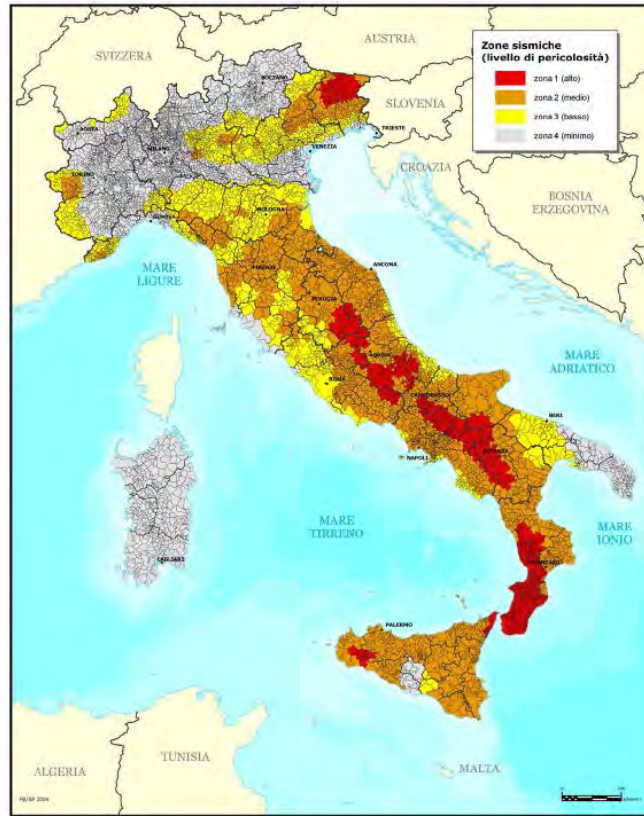 SVIZZERA
AUSTRIA
Zone sismiche
(livello di pericolosità)
zona 1 (alto)
zona 2 (medio)
zona 3 (basso)
zona 4 (minimo)
BOLZANO
SLOVENIA
TRIESTE
AOSTA
MILANO
VENEZIA
CROAZIA
TORINO
BOSNIA
ERZEGOVINA
BOLOGNA
GENOVA
MARE
LIGURE
FIRENZE
ANCONA
PERUGIA
MARE
ADRIATICO
ROMA
CAMPOBASSO
BARI
NAPOLI
POTENZA
MARE
TIRRENO
MARE
IONIO
CAGLIARI
CATANZARO
PALERMO
ALGERIA
TUNISIA
MALTA